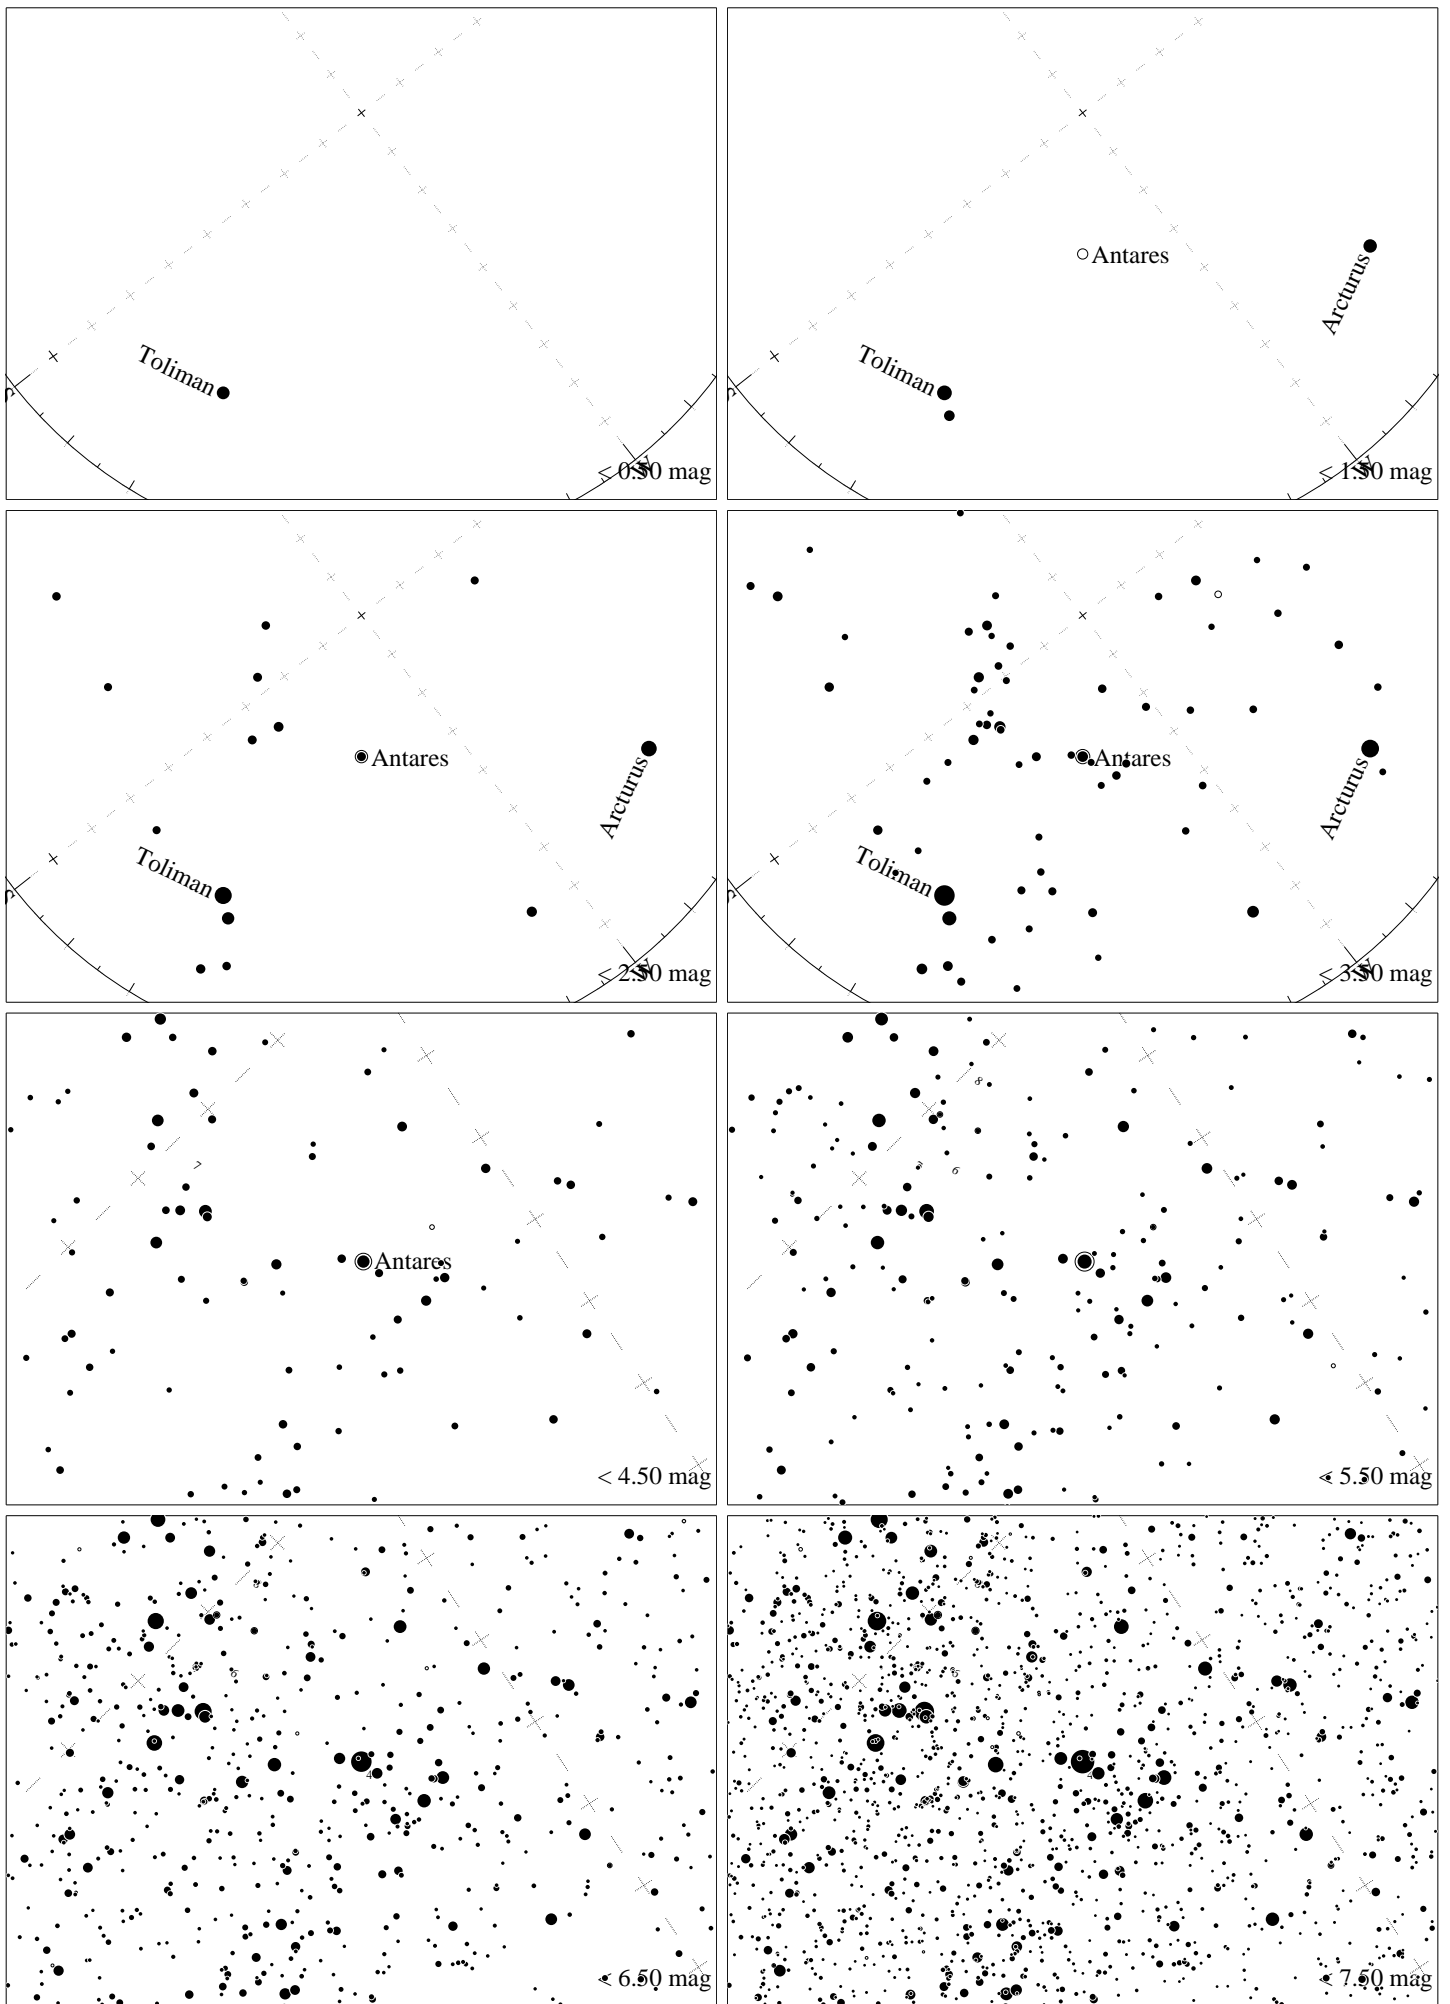 Toliman
< 0.50 mag
Antares
Arcturus
Toliman
< 1.50 mag
Antares
Arcturus
Toliman
< 2.50 mag
Antares
Arcturus
Toliman
< 3.50 mag
Antares
< 4.50 mag
< 5.50 mag
< 6.50 mag
< 7.50 mag